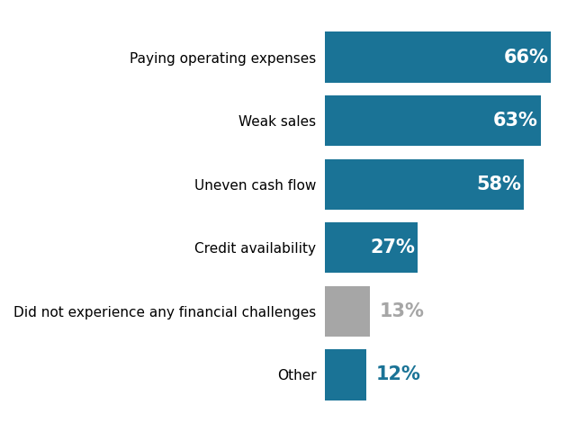 Paying operating expenses 66%
Weak sales 63%
Uneven cash flow 58%
Credit availability 27%
Did not experience any financial challenges 13%
Other 12%